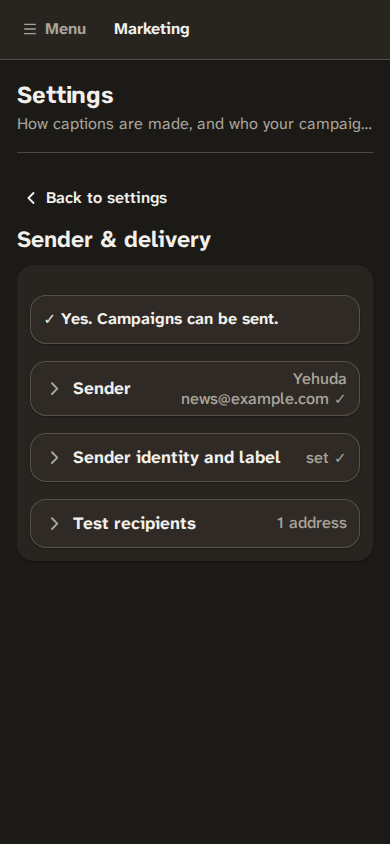 Menu Marketing
Settings
How captions are made, and who your campaig...
Back to settings
Sender & delivery
✓ Yes. Campaigns can be sent.
Sender
Yehuda
news@example.com ✓
Sender identity and label set ✓
Test recipients 1 address